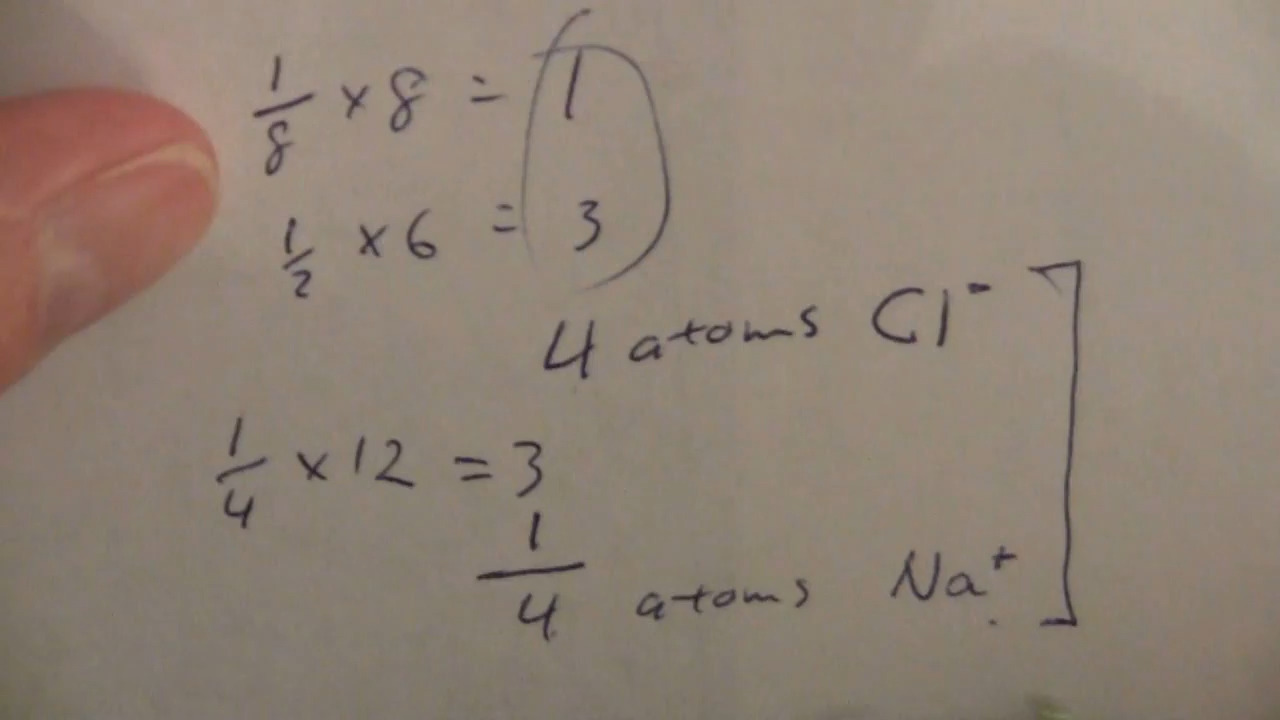 1/8 × 8 = 1
1/2 × 6 = 3
4 atoms Cl⁻
1/4 × 12 = 3
1
4 atoms Na⁺